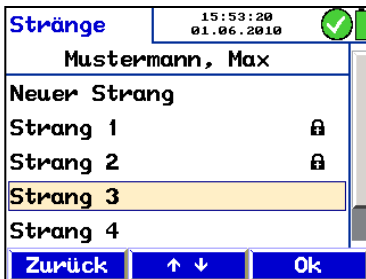 Stränge
15:53:20
01.06.2010
Mustermann, Max
Neuer Strang
Strang 1
Strang 2
Strang 3
Strang 4
Zurück ↑ ↓ Ok